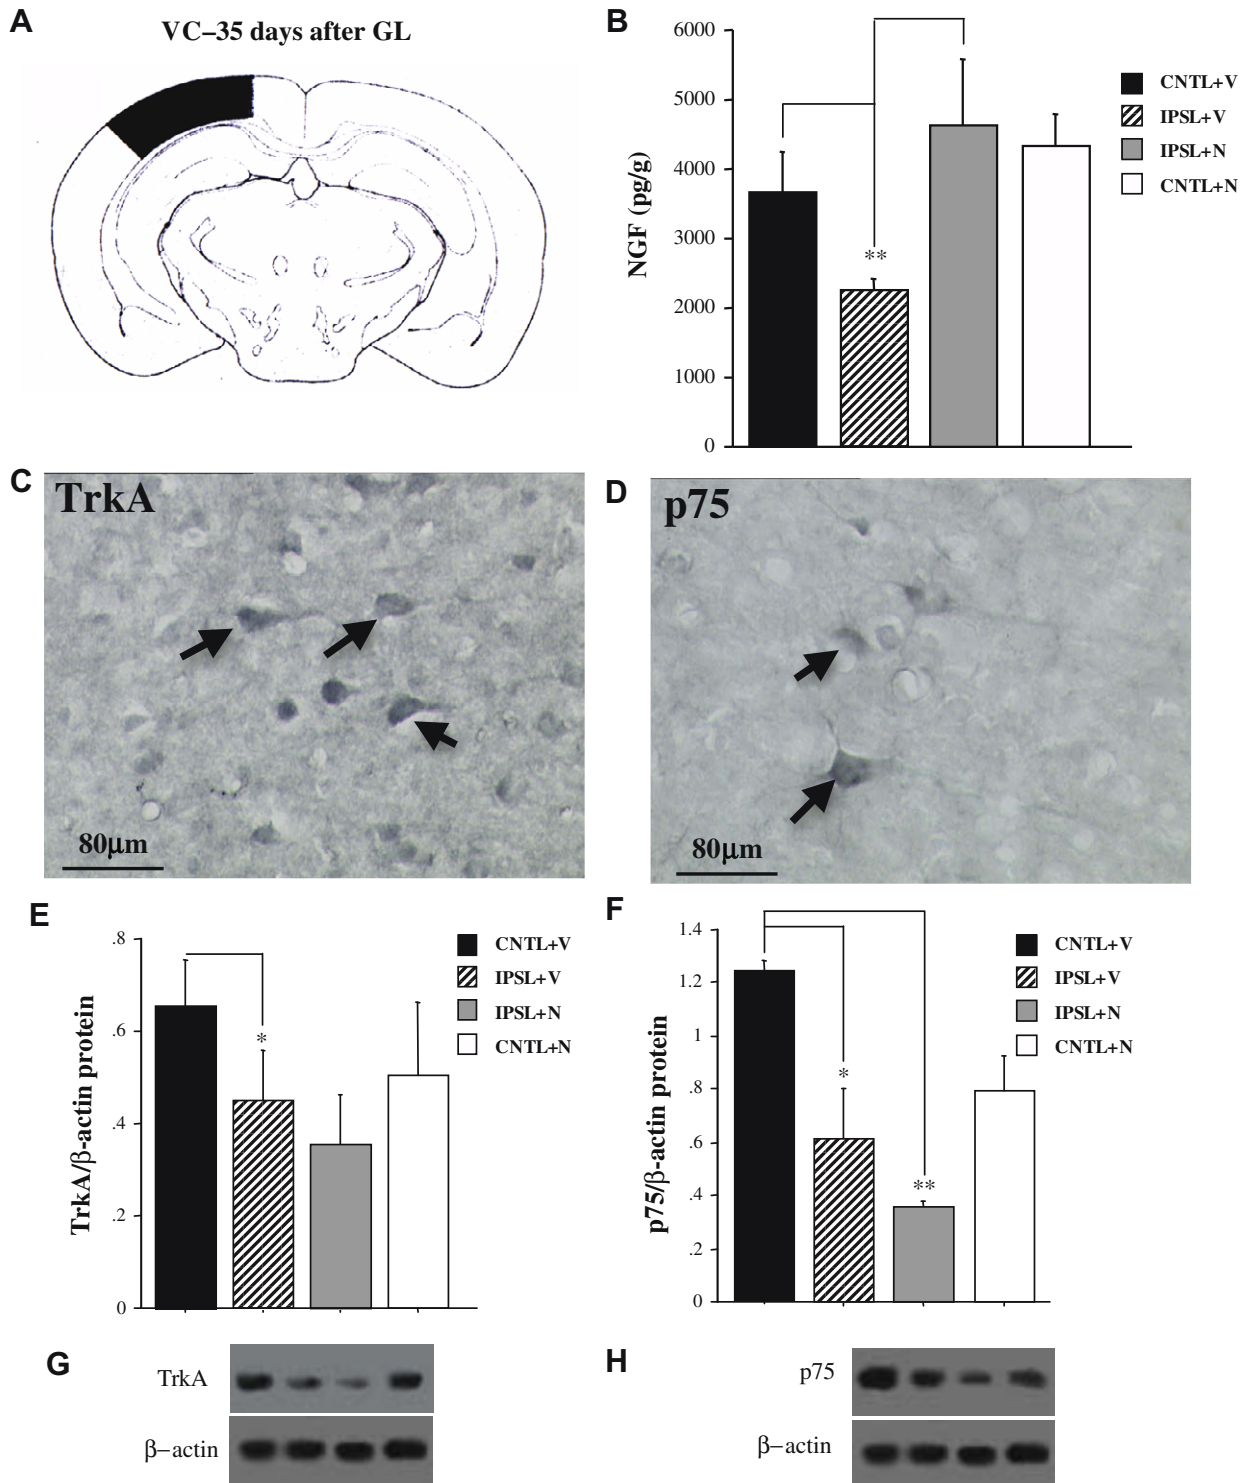 A
VC–35 days after GL
B
6000
5000
4000
3000
2000
1000
0
NGF (pg/g)
**
CNTL+V
IPSL+V
IPSL+N
CNTL+N
C
TrkA
80μm
D
p75
80μm
E
.8
.6
.4
.2
0
TrkA/β-actin protein
*
CNTL+V
IPSL+V
IPSL+N
CNTL+N
F
1.4
1.2
1
.8
.6
.4
.2
0
p75/β-actin protein
*
**
CNTL+V
IPSL+V
IPSL+N
CNTL+N
G
TrkA
β–actin
H
p75
β–actin